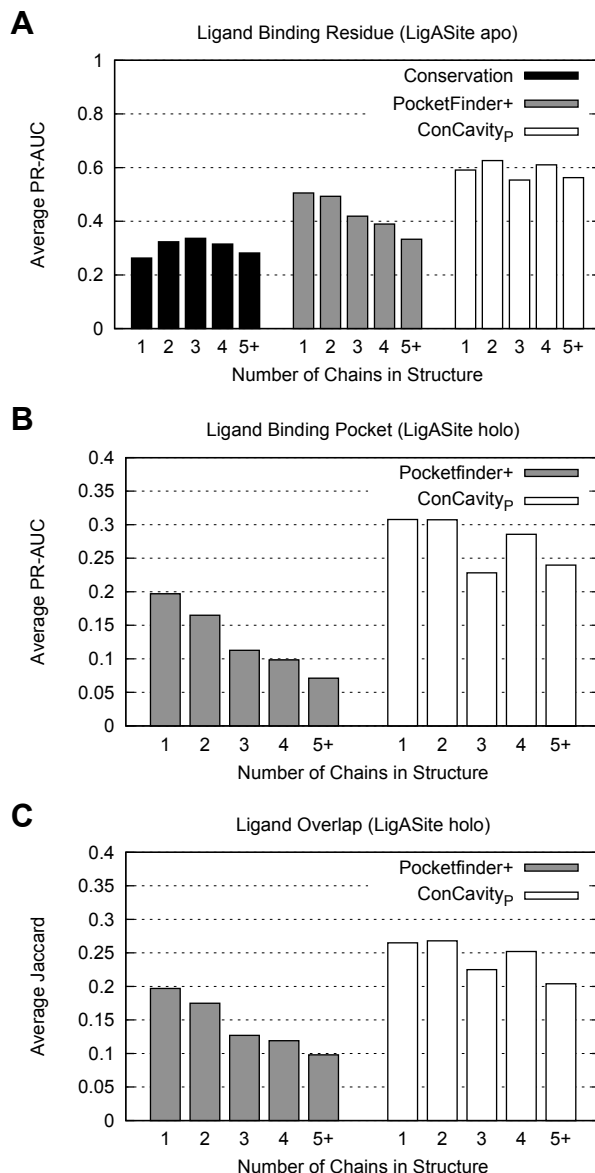 A
Ligand Binding Residue (LigASite apo)
Conservation
PocketFinder+
ConCavityP
Average PR-AUC
1
0.8
0.6
0.4
0.2
0
1 2 3 4 5+ 1 2 3 4 5+ 1 2 3 4 5+
Number of Chains in Structure
B
Ligand Binding Pocket (LigASite holo)
Pocketfinder+
ConCavityP
Average PR-AUC
0.4
0.35
0.3
0.25
0.2
0.15
0.1
0.05
0
1 2 3 4 5+ 1 2 3 4 5+
Number of Chains in Structure
C
Ligand Overlap (LigASite holo)
Pocketfinder+
ConCavityP
Average Jaccard
0.4
0.35
0.3
0.25
0.2
0.15
0.1
0.05
0
1 2 3 4 5+ 1 2 3 4 5+
Number of Chains in Structure